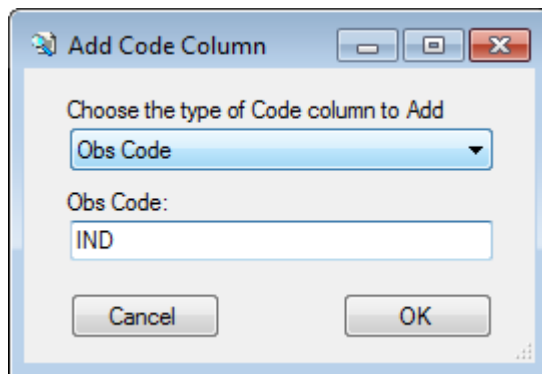 Add Code Column
Choose the type of Code column to Add
Obs Code
Obs Code:
IND
Cancel
OK